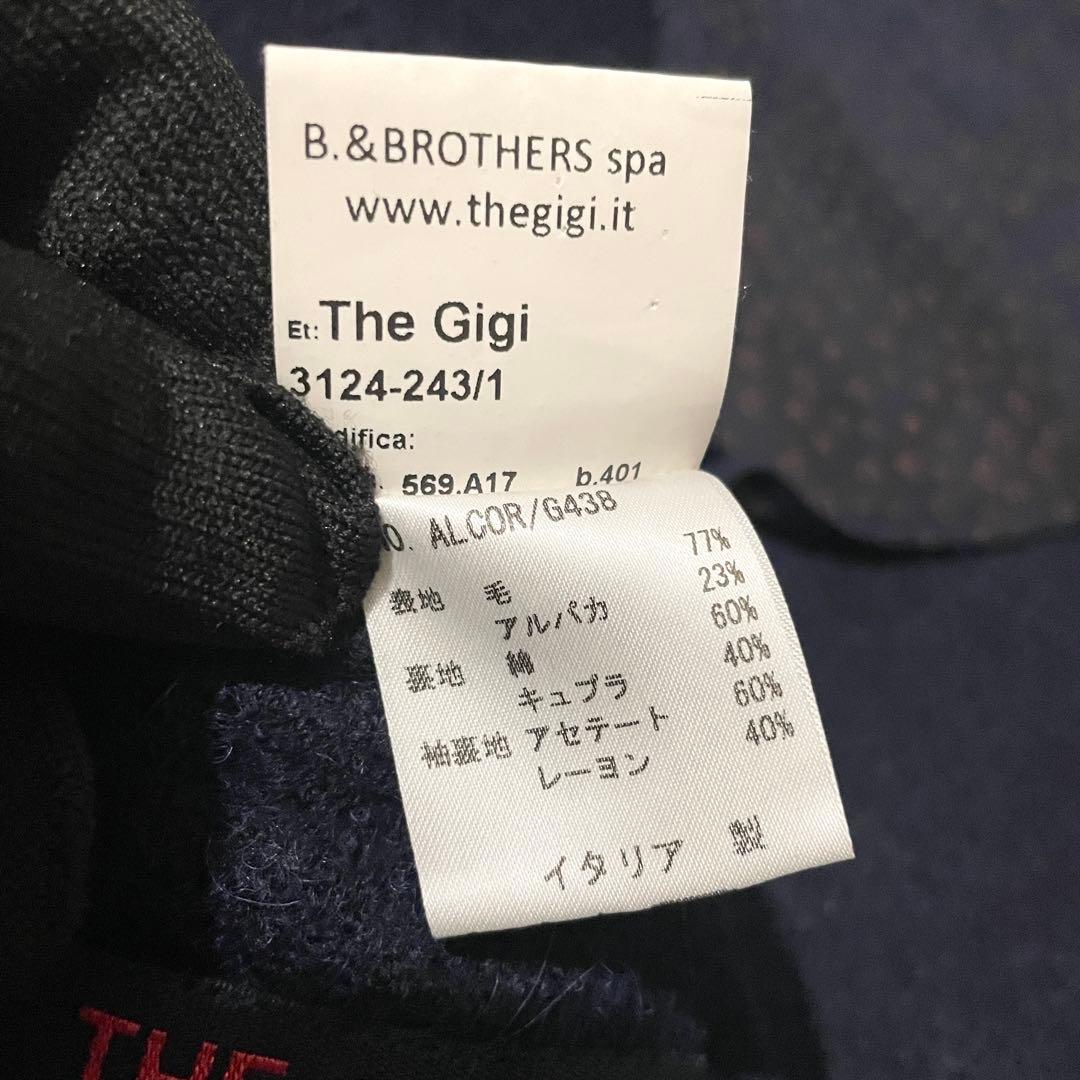 B.&BROTHERS spa
www.thegigi.it
Et: The Gigi
3124-243/1
569.A17 b.401
ALCOR/G438
表地 毛 77%
アルパカ 23%
裏地 綿 60%
キュプラ 40%
袖裏地 アセテート 60%
レーヨン 40%
イタリア 製
THE